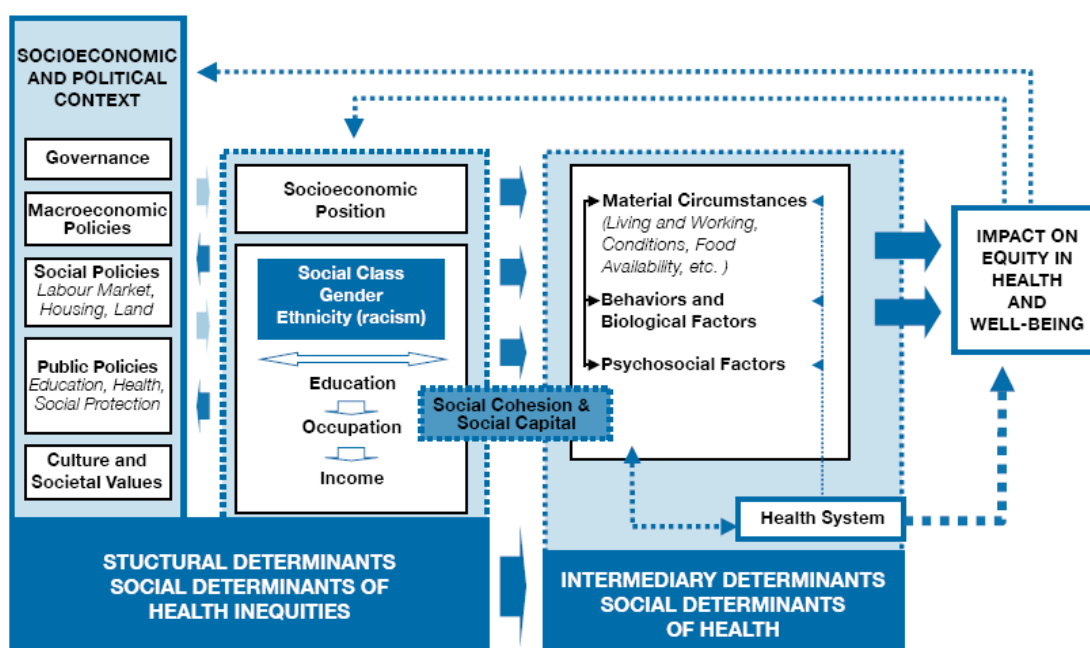 SOCIOECONOMIC
AND POLITICAL
CONTEXT
Governance
Macroeconomic
Policies
Social Policies
Labour Market,
Housing, Land
Public Policies
Education, Health,
Social Protection
Culture and
Societal Values
Socioeconomic
Position
Social Class
Gender
Ethnicity (racism)
Education
Occupation
Income
Social Cohesion &
Social Capital
Material Circumstances
(Living and Working,
Conditions, Food
Availability, etc. )
Behaviors and
Biological Factors
Psychosocial Factors
Health System
IMPACT ON
EQUITY IN
HEALTH
AND
WELL-BEING
STUCTURAL DETERMINANTS
SOCIAL DETERMINANTS OF
HEALTH INEQUITIES
INTERMEDIARY DETERMINANTS
SOCIAL DETERMINANTS
OF HEALTH